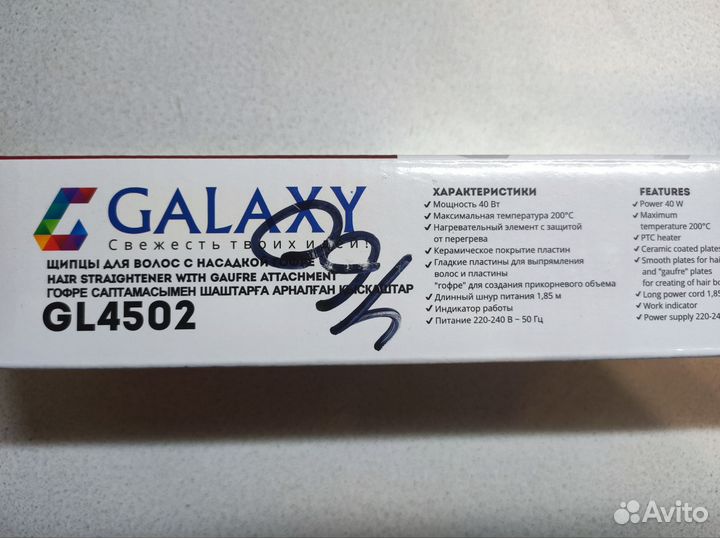 GALAXY
Свежесть твоих идей!
ЩИПЦЫ ДЛЯ ВОЛОС С НАСАДКОЙ ГОФРЕ
HAIR STRAIGHTENER WITH GAUFRE ATTACHMENT
ГОФРЕ САПТАМАСЫМЕН ШАШТАРҒА АРНАЛҒАН ҚЫСҚАШТАР
GL4502
ХАРАКТЕРИСТИКИ
✓ Мощность 40 Вт
✓ Максимальная температура 200°С
✓ Нагревательный элемент с защитой
от перегрева
✓ Керамическое покрытие пластин
✓ Гладкие пластины для выпрямления
волос и пластины
"гофре" для создания прикорневого объема
✓ Длинный шнур питания 1,85 м
✓ Индикатор работы
✓ Питание 220-240 В ~ 50 Гц
FEATURES
✓ Power 40 W
✓ Maximum
temperature 200°C
✓ PTC heater
✓ Ceramic coated plates
✓ Smooth plates for hai
and "gaufre" plates
for creating of hair bo
✓ Long power cord 1,85
✓ Work indicator
✓ Power supply 220-24
Avito